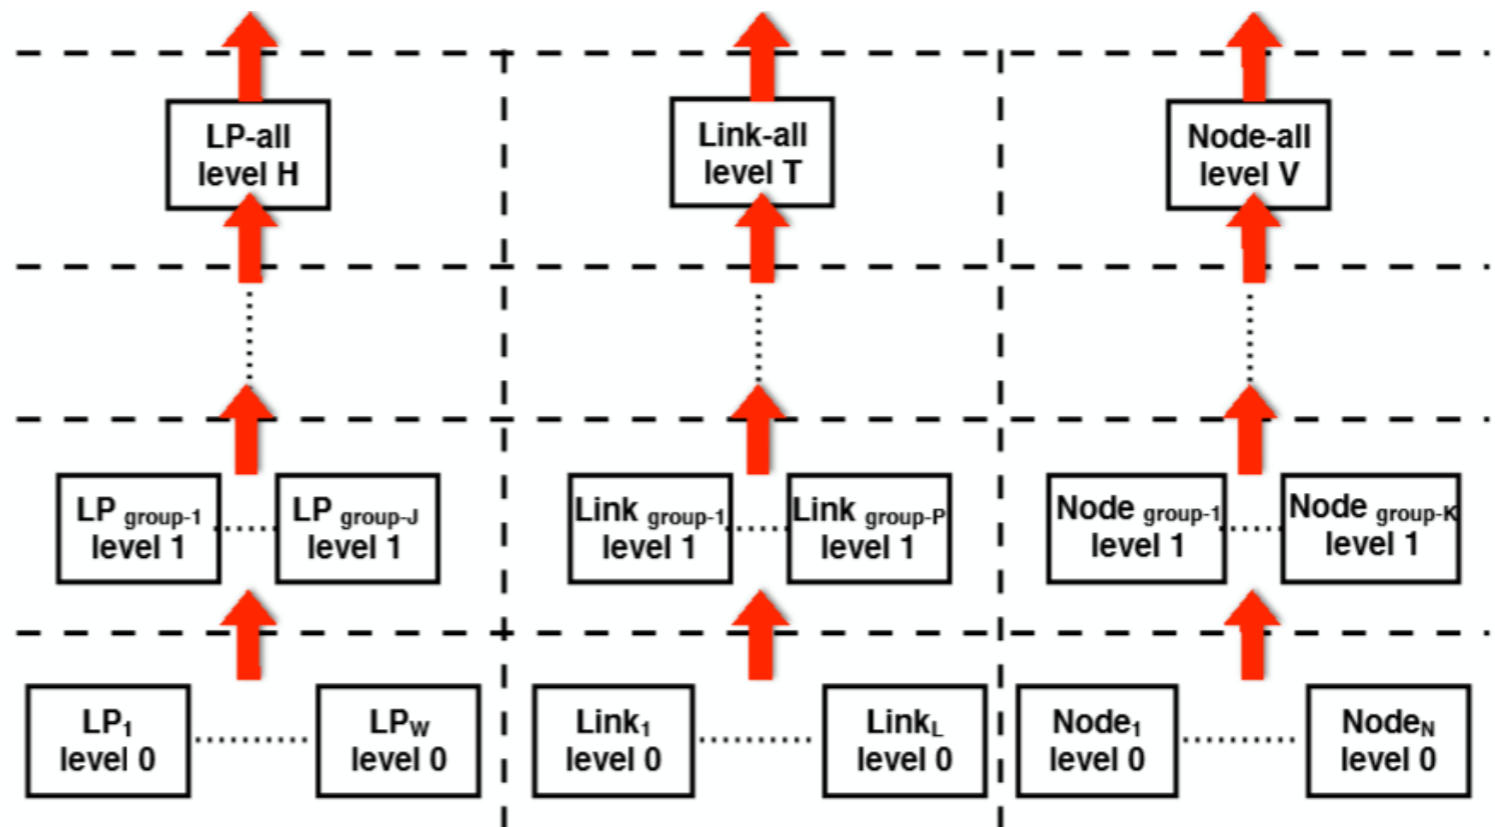 LP-all
level H
Link-all
level T
Node-all
level V
LP group-1
level 1
LP group-J
level 1
Link group-1
level 1
Link group-P
level 1
Node group-1
level 1
Node group-K
level 1
LP1
level 0
LPW
level 0
Link1
level 0
LinkL
level 0
Node1
level 0
NodeN
level 0